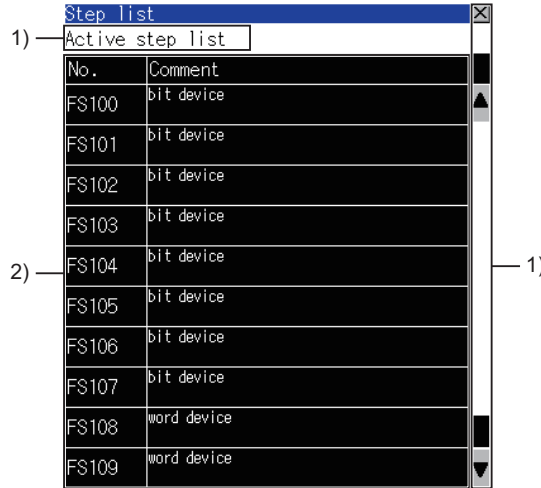 Step list
1) Active step list
No. Comment
FS100 bit device
FS101 bit device
FS102 bit device
FS103 bit device
2) FS104 bit device 1)
FS105 bit device
FS106 bit device
FS107 bit device
FS108 word device
FS109 word device